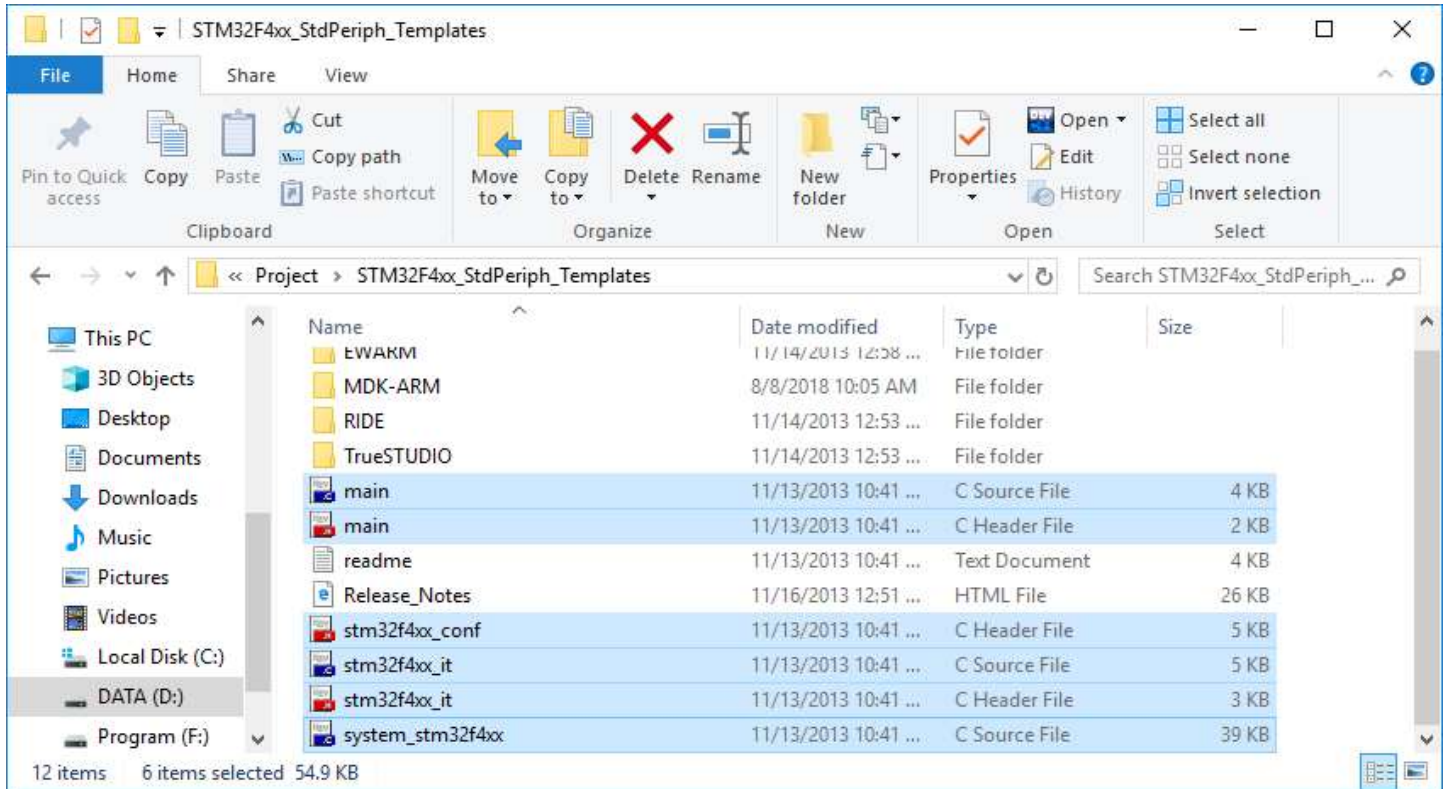 STM32F4xx_StdPeriph_Templates
File Home Share View
Pin to Quick access
Copy
Paste
Cut
Copy path
Paste shortcut
Move to
Copy to
Delete
Rename
New folder
Properties
Open
Edit
History
Select all
Select none
Invert selection
Clipboard Organize New Open Select
« Project › STM32F4xx_StdPeriph_Templates
Search STM32F4xx_StdPeriph_...
This PC
3D Objects
Desktop
Documents
Downloads
Music
Pictures
Videos
Local Disk (C:)
DATA (D:)
Program (F:)
Name Date modified Type Size
EWARM 11/14/2013 12:58 ... File folder
MDK-ARM 8/8/2018 10:05 AM File folder
RIDE 11/14/2013 12:53 ... File folder
TrueSTUDIO 11/14/2013 12:53 ... File folder
main 11/13/2013 10:41 ... C Source File 4 KB
main 11/13/2013 10:41 ... C Header File 2 KB
readme 11/13/2013 10:41 ... Text Document 4 KB
Release_Notes 11/16/2013 12:51 ... HTML File 26 KB
stm32f4xx_conf 11/13/2013 10:41 ... C Header File 5 KB
stm32f4xx_it 11/13/2013 10:41 ... C Source File 5 KB
stm32f4xx_it 11/13/2013 10:41 ... C Header File 3 KB
system_stm32f4xx 11/13/2013 10:41 ... C Source File 39 KB
12 items 6 items selected 54.9 KB